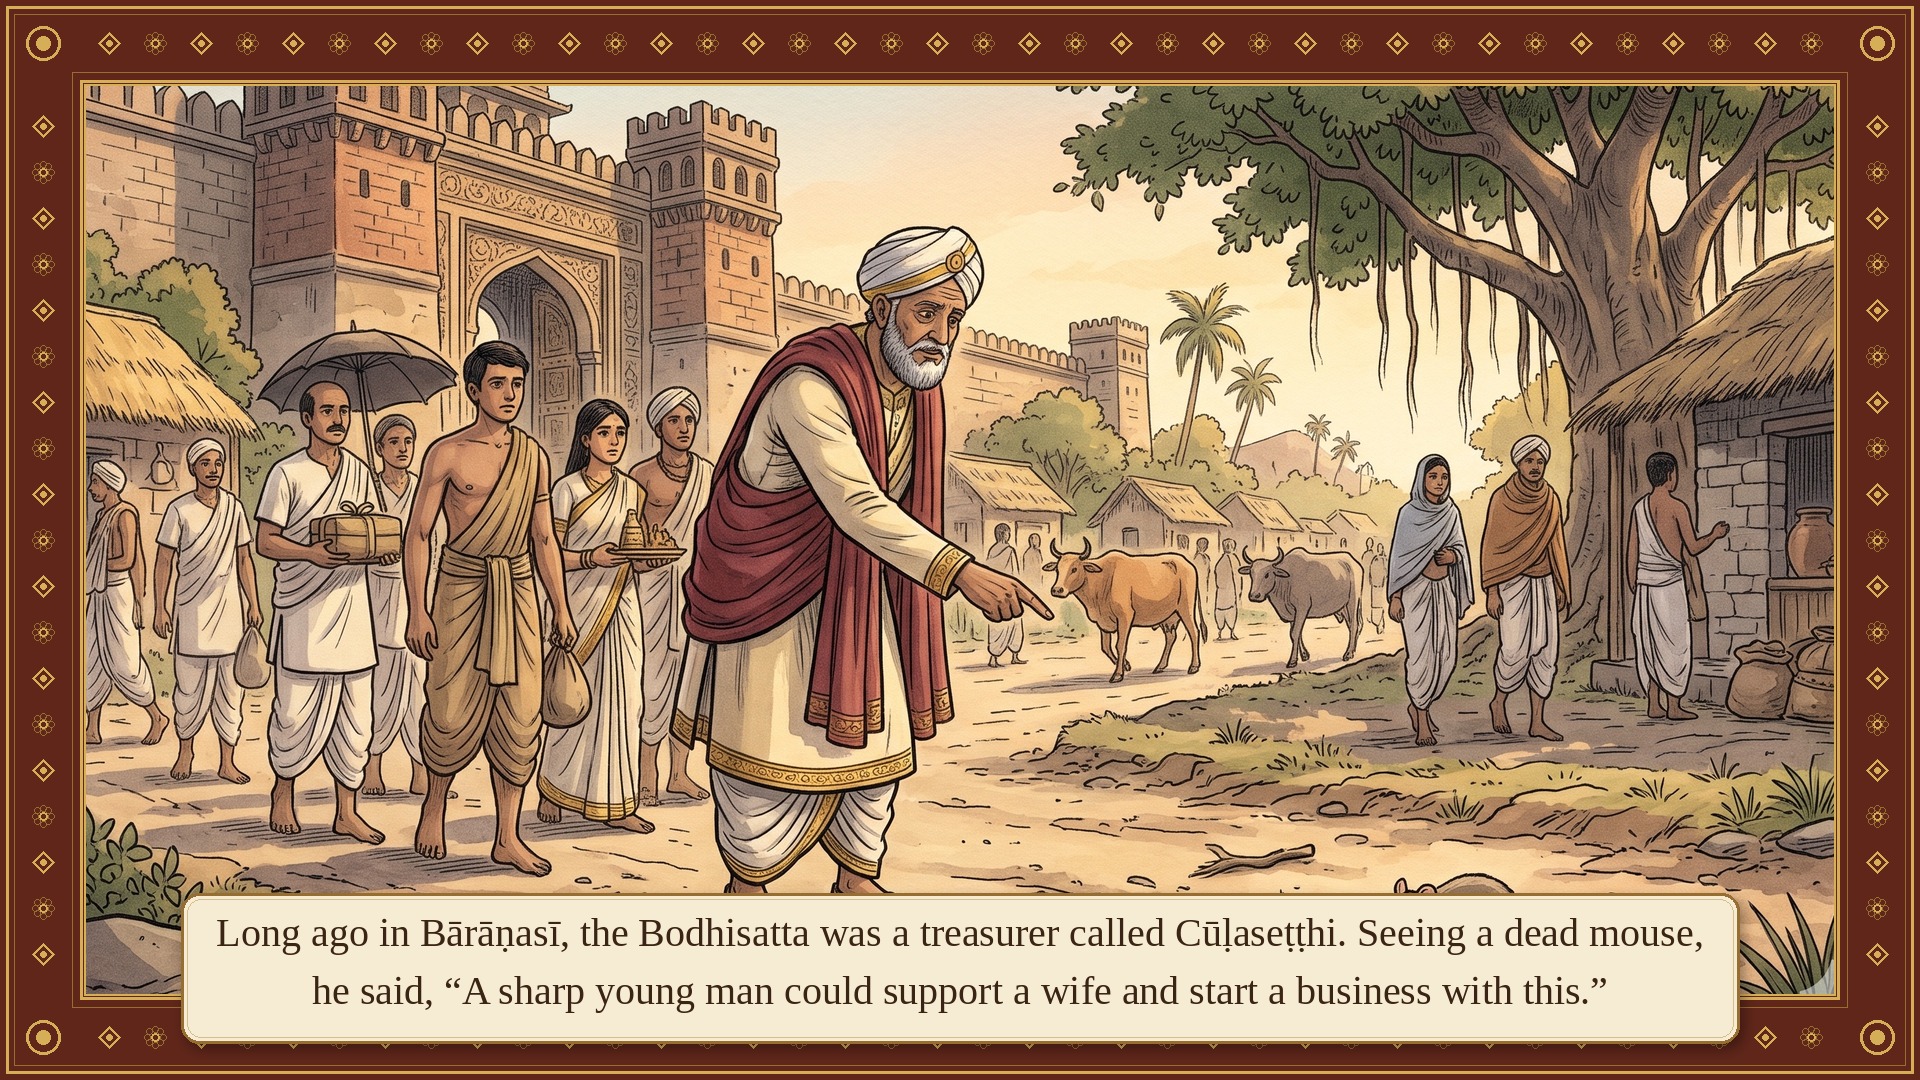 Long ago in Bārāṇasī, the Bodhisatta was a treasurer called Cūḷaseṭṭhi. Seeing a dead mouse,
he said, “A sharp young man could support a wife and start a business with this.”